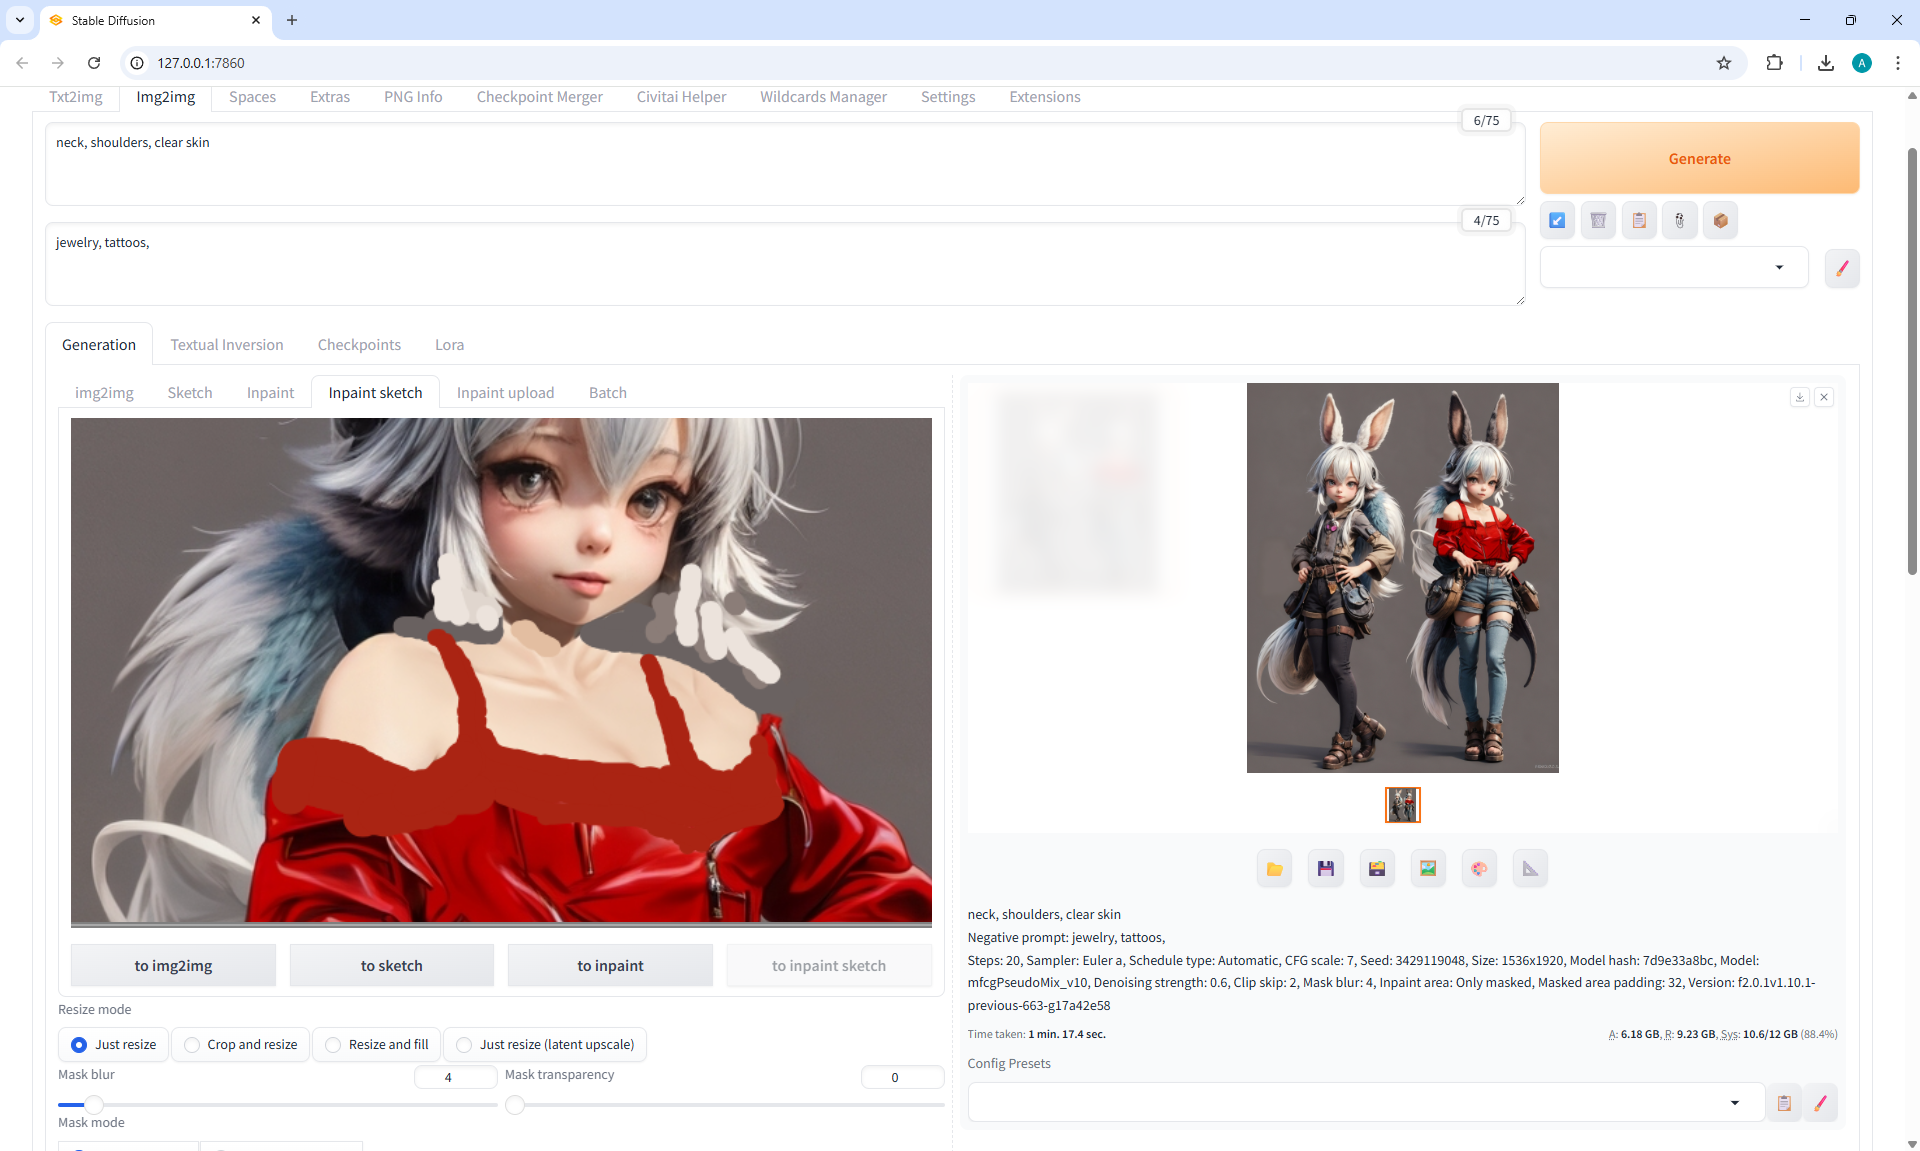 Stable Diffusion
127.0.0.1:7860
A
Txt2img Img2img Spaces Extras PNG Info Checkpoint Merger Civitai Helper Wildcards Manager Settings Extensions
6/75
neck, shoulders, clear skin
Generate
4/75
jewelry, tattoos,
Generation Textual Inversion Checkpoints Lora
img2img Sketch Inpaint Inpaint sketch Inpaint upload Batch
to img2img to sketch to inpaint to inpaint sketch
Resize mode
Just resize Crop and resize Resize and fill Just resize (latent upscale)
Mask blur 4 Mask transparency 0
Mask mode
neck, shoulders, clear skin
Negative prompt: jewelry, tattoos,
Steps: 20, Sampler: Euler a, Schedule type: Automatic, CFG scale: 7, Seed: 3429119048, Size: 1536x1920, Model hash: 7d9e33a8bc, Model:
mfcgPseudoMix_v10, Denoising strength: 0.6, Clip skip: 2, Mask blur: 4, Inpaint area: Only masked, Masked area padding: 32, Version: f2.0.1v1.10.1-
previous-663-g17a42e58
Time taken: 1 min. 17.4 sec. A: 6.18 GB, R: 9.23 GB, Sys: 10.6/12 GB (88.4%)
Config Presets